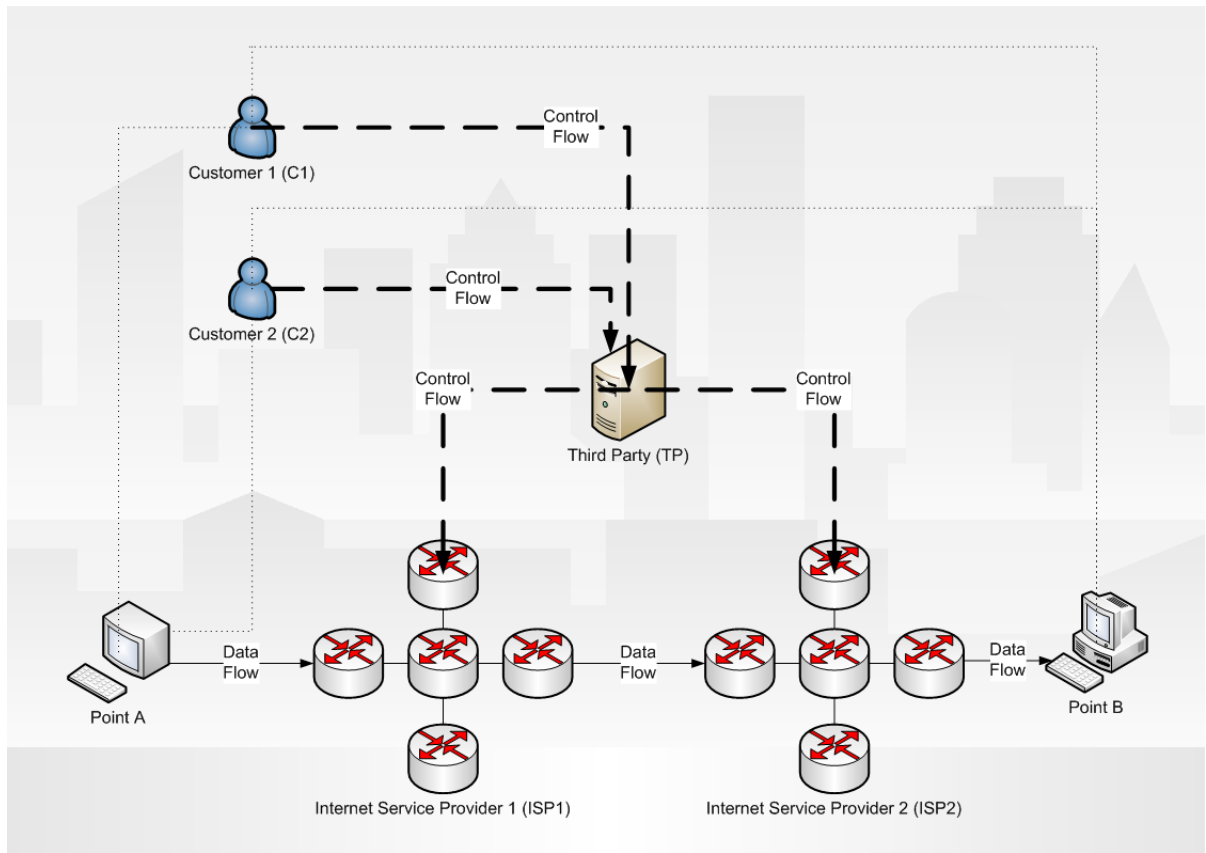 Control
Flow
Customer 1 (C1)
Control
Flow
Customer 2 (C2)
Control
Flow
Control
Flow
Third Party (TP)
Data
Flow
Data
Flow
Data
Flow
Point A
Point B
Internet Service Provider 1 (ISP1)
Internet Service Provider 2 (ISP2)